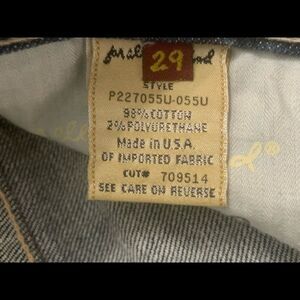 29
STYLE
P227055U-055U
98% COTTON
2% POLYURETHANE
Made in U.S.A.
OF IMPORTED FABRIC
CUT# 709514
SEE CARE ON REVERSE